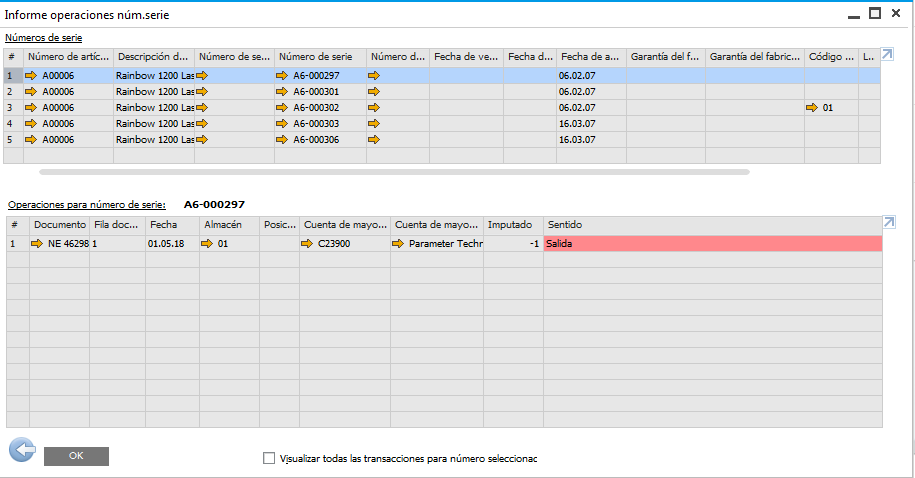 Informe operaciones núm.serie
Números de serie
# Número de artíc... Descripción d... Número de se... Número de serie Número d... Fecha de ve... Fecha d... Fecha de a... Garantía del f... Garantía del fabric... Código ... L..
1 A00006 Rainbow 1200 Las A6-000297 06.02.07
2 A00006 Rainbow 1200 Las A6-000301 06.02.07
3 A00006 Rainbow 1200 Las A6-000302 06.02.07 01
4 A00006 Rainbow 1200 Las A6-000303 16.03.07
5 A00006 Rainbow 1200 Las A6-000306 16.03.07
Operaciones para número de serie: A6-000297
# Documento Fila doc... Fecha Almacén Posic... Cuenta de mayo... Cuenta de mayo... Imputado Sentido
1 NE 46298 1 01.05.18 01 C23900 Parameter Techr -1 Salida
OK
Visualizar todas las transacciones para número seleccionac